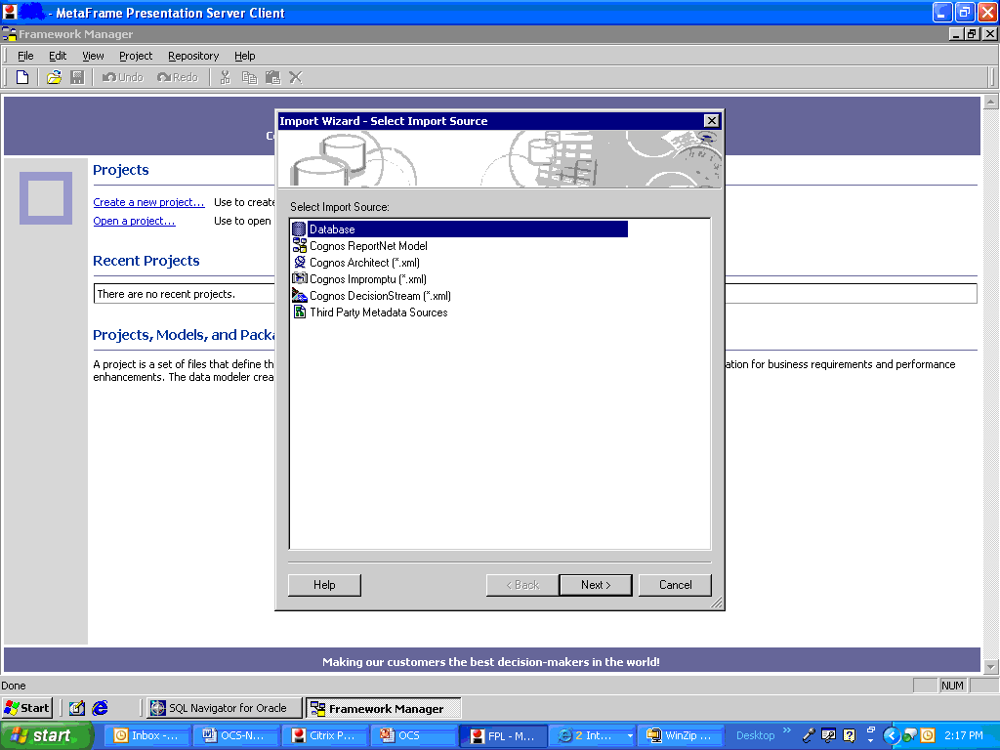 - MetaFrame Presentation Server Client
Framework Manager
File Edit View Project Repository Help
Undo Redo
Import Wizard - Select Import Source
Projects
Create a new project... Use to create
Open a project... Use to open
Recent Projects
There are no recent projects.
Projects, Models, and Packa
A project is a set of files that define th
ation for business requirements and performance
enhancements. The data modeler crea
Select Import Source:
Database
Cognos ReportNet Model
Cognos Architect (*.xml)
Cognos Impromptu (*.xml)
Cognos DecisionStream (*.xml)
Third Party Metadata Sources
Help < Back Next > Cancel
Making our customers the best decision-makers in the world!
Done NUM
Start SQL Navigator for Oracle Framework Manager
start Inbox -... OCS-N... Citrix P... OCS FPL - M... 2 Int... WinZip ... Desktop » 2:17 PM